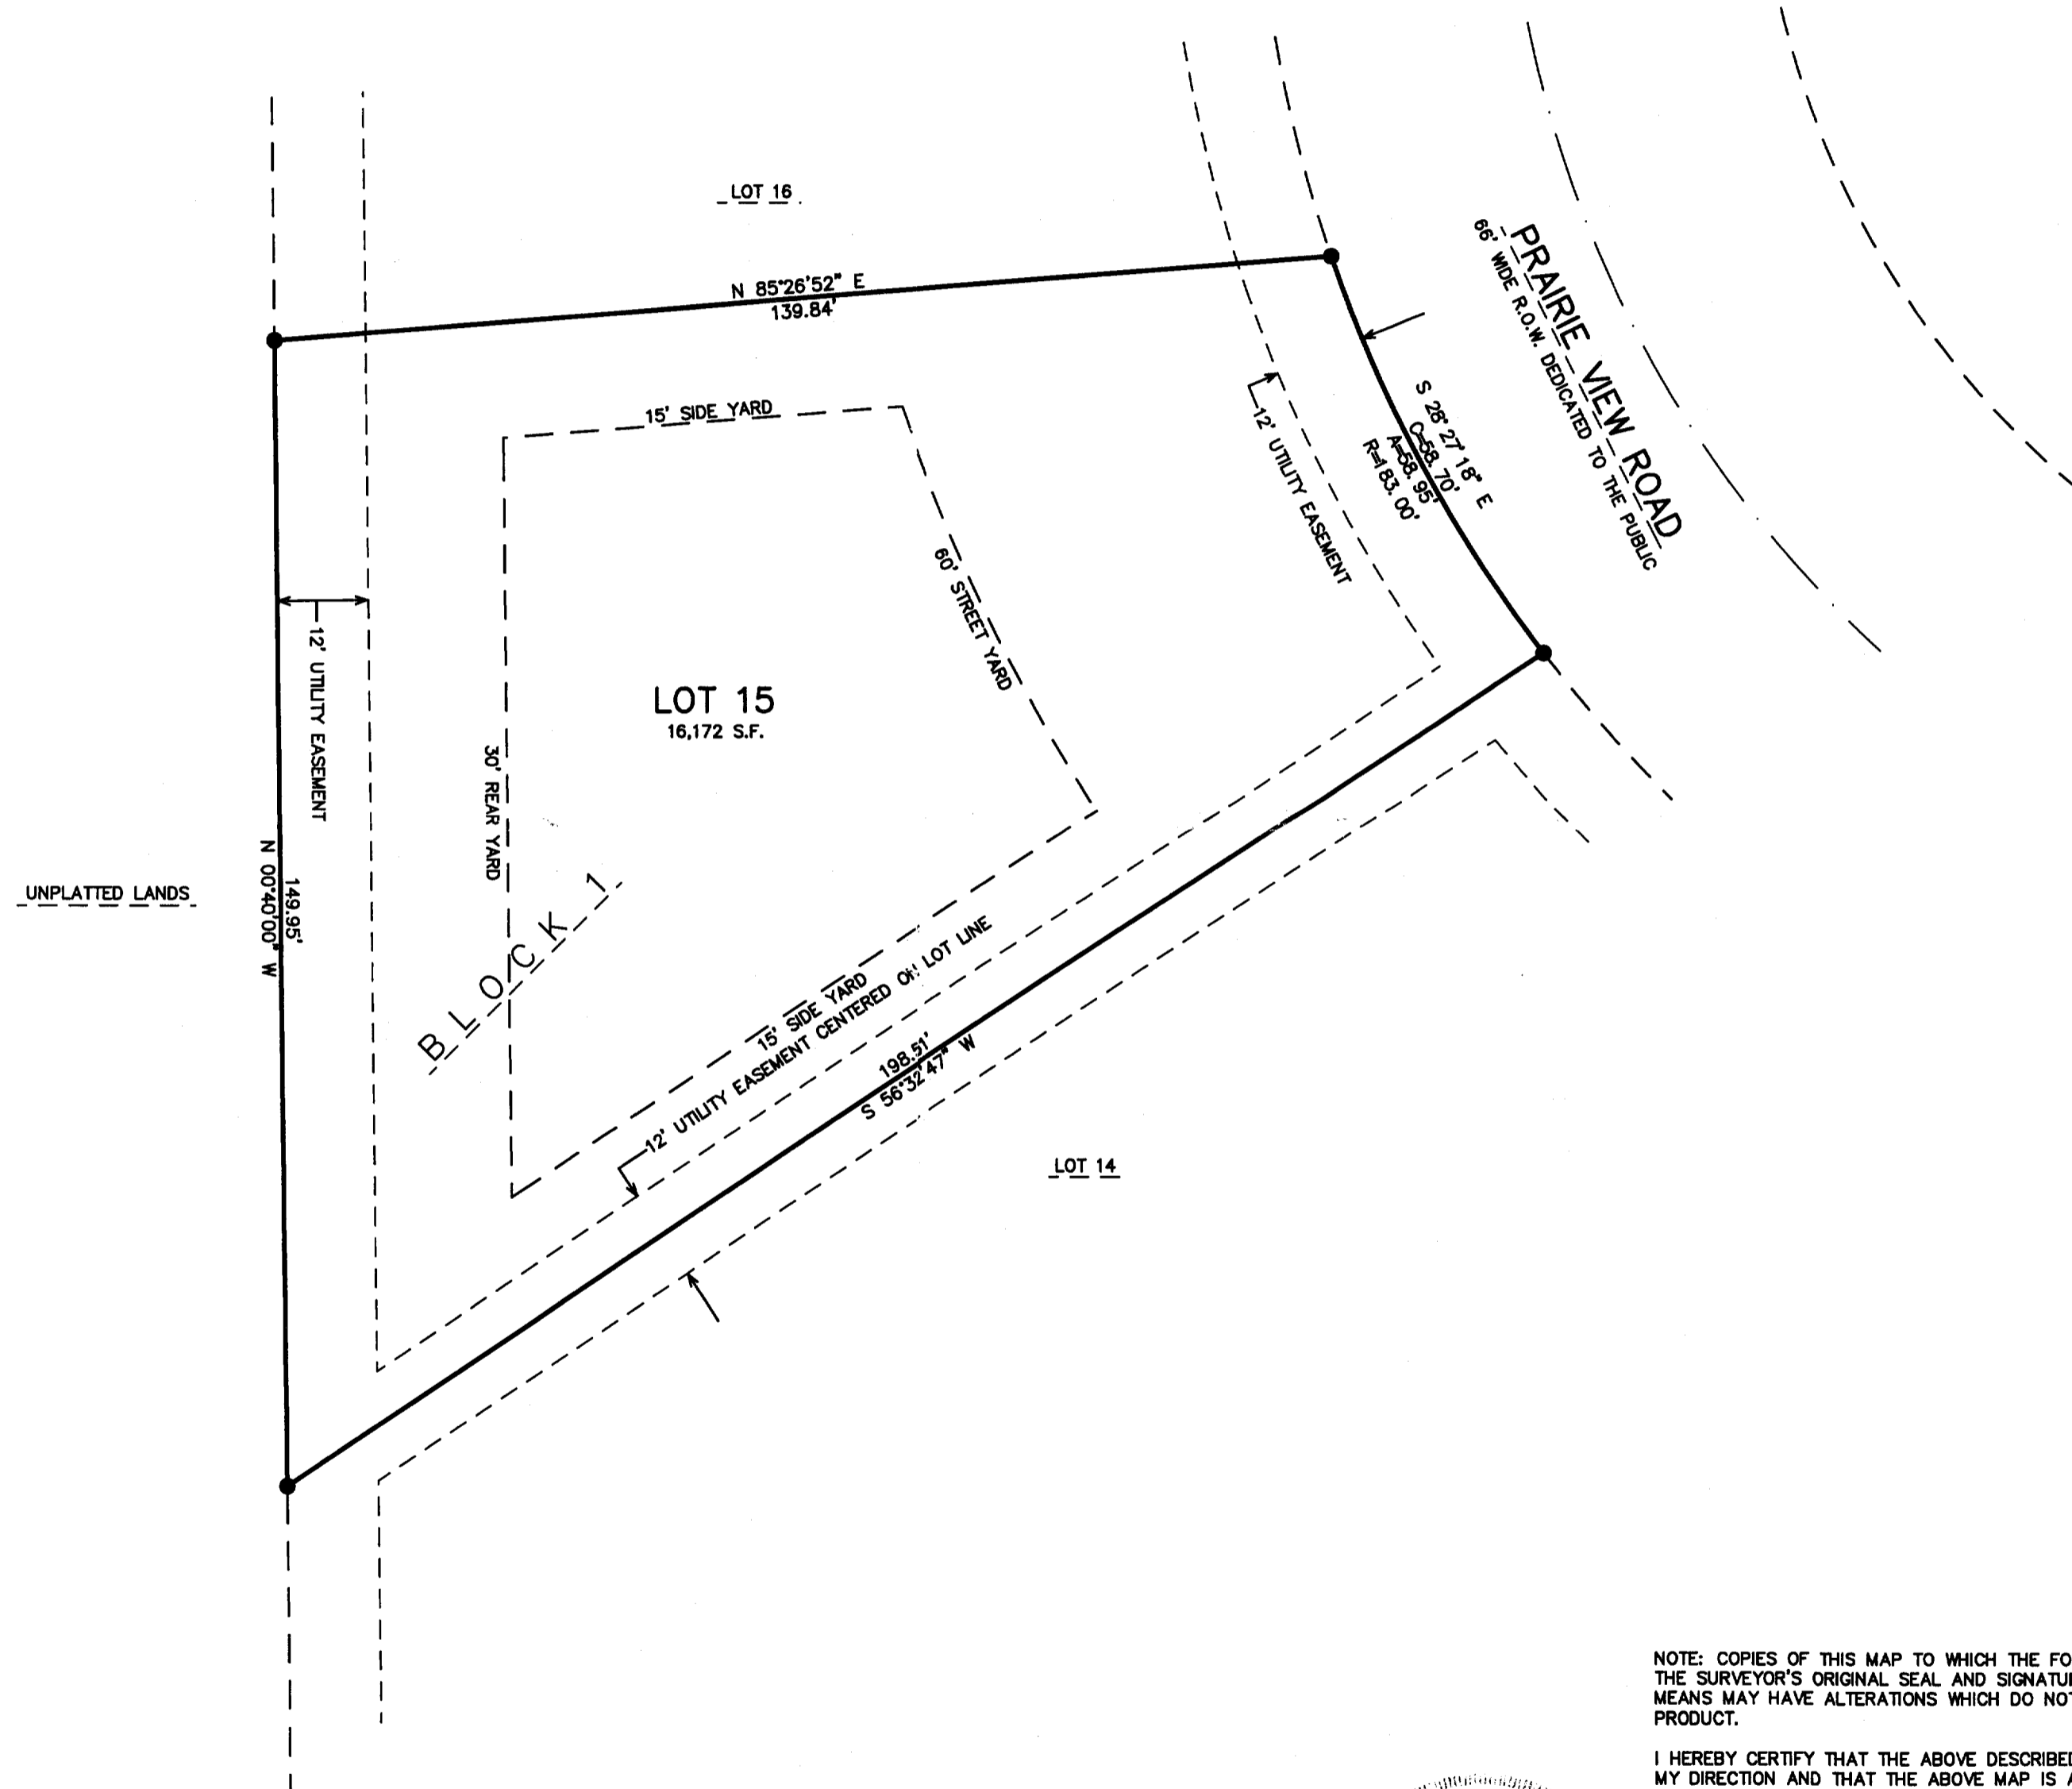 LOT 16
PRAIRIE VIEW ROAD
66' WIDE R.O.W. DEDICATED TO THE PUBLIC
N 85°26'52" E
139.84'
S 28°27'18" E
C=58.70'
A=58.95'
R=183.00'
15' SIDE YARD
12' UTILITY EASEMENT
60' STREET YARD
12' UTILITY EASEMENT
LOT 15
16,172 S.F.
30' REAR YARD
UNPLATTED LANDS
149.95'
N 00°40'00" W
BLOCK 1
15' SIDE YARD
12' UTILITY EASEMENT CENTERED ON LOT LINE
198.51'
S 56°32'47" W
LOT 14
NOTE: COPIES OF THIS MAP TO WHICH THE FO
THE SURVEYOR'S ORIGINAL SEAL AND SIGNATU
MEANS MAY HAVE ALTERATIONS WHICH DO NOT
PRODUCT.
I HEREBY CERTIFY THAT THE ABOVE DESCRIBED
MY DIRECTION AND THAT THE ABOVE MAP IS A